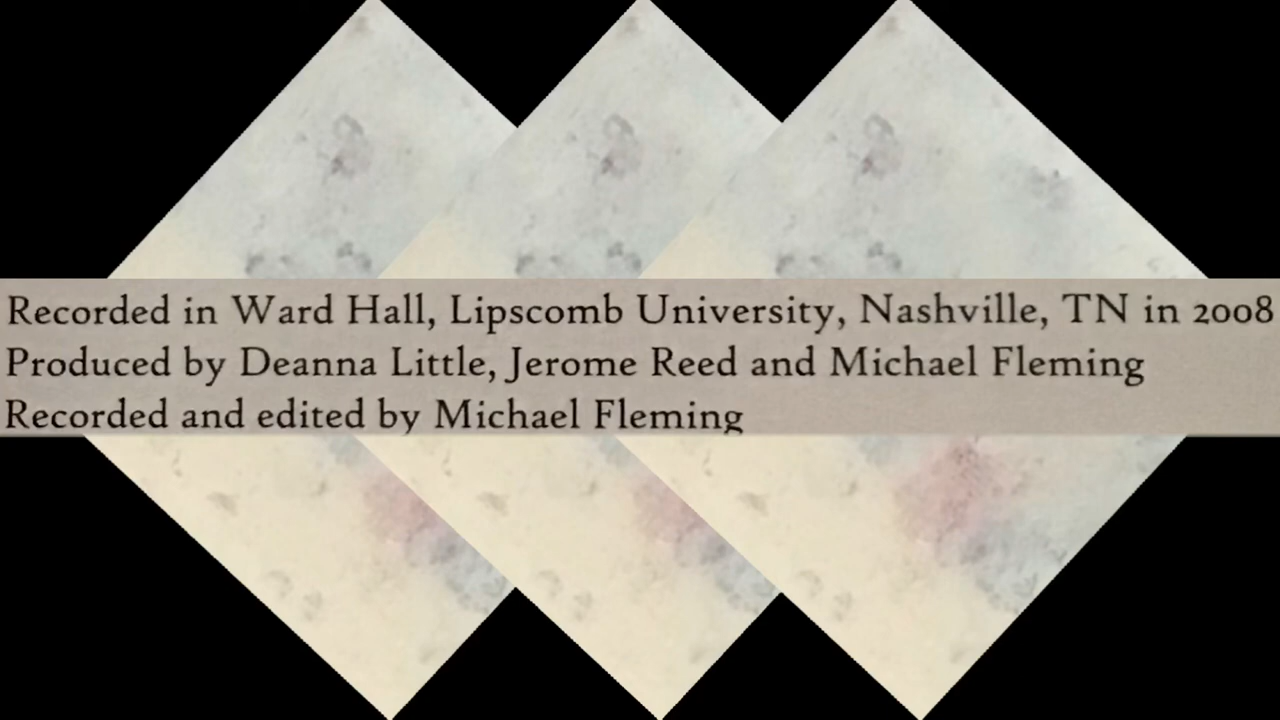 Recorded in Ward Hall, Lipscomb University, Nashville, TN in 2008
Produced by Deanna Little, Jerome Reed and Michael Fleming
Recorded and edited by Michael Fleming